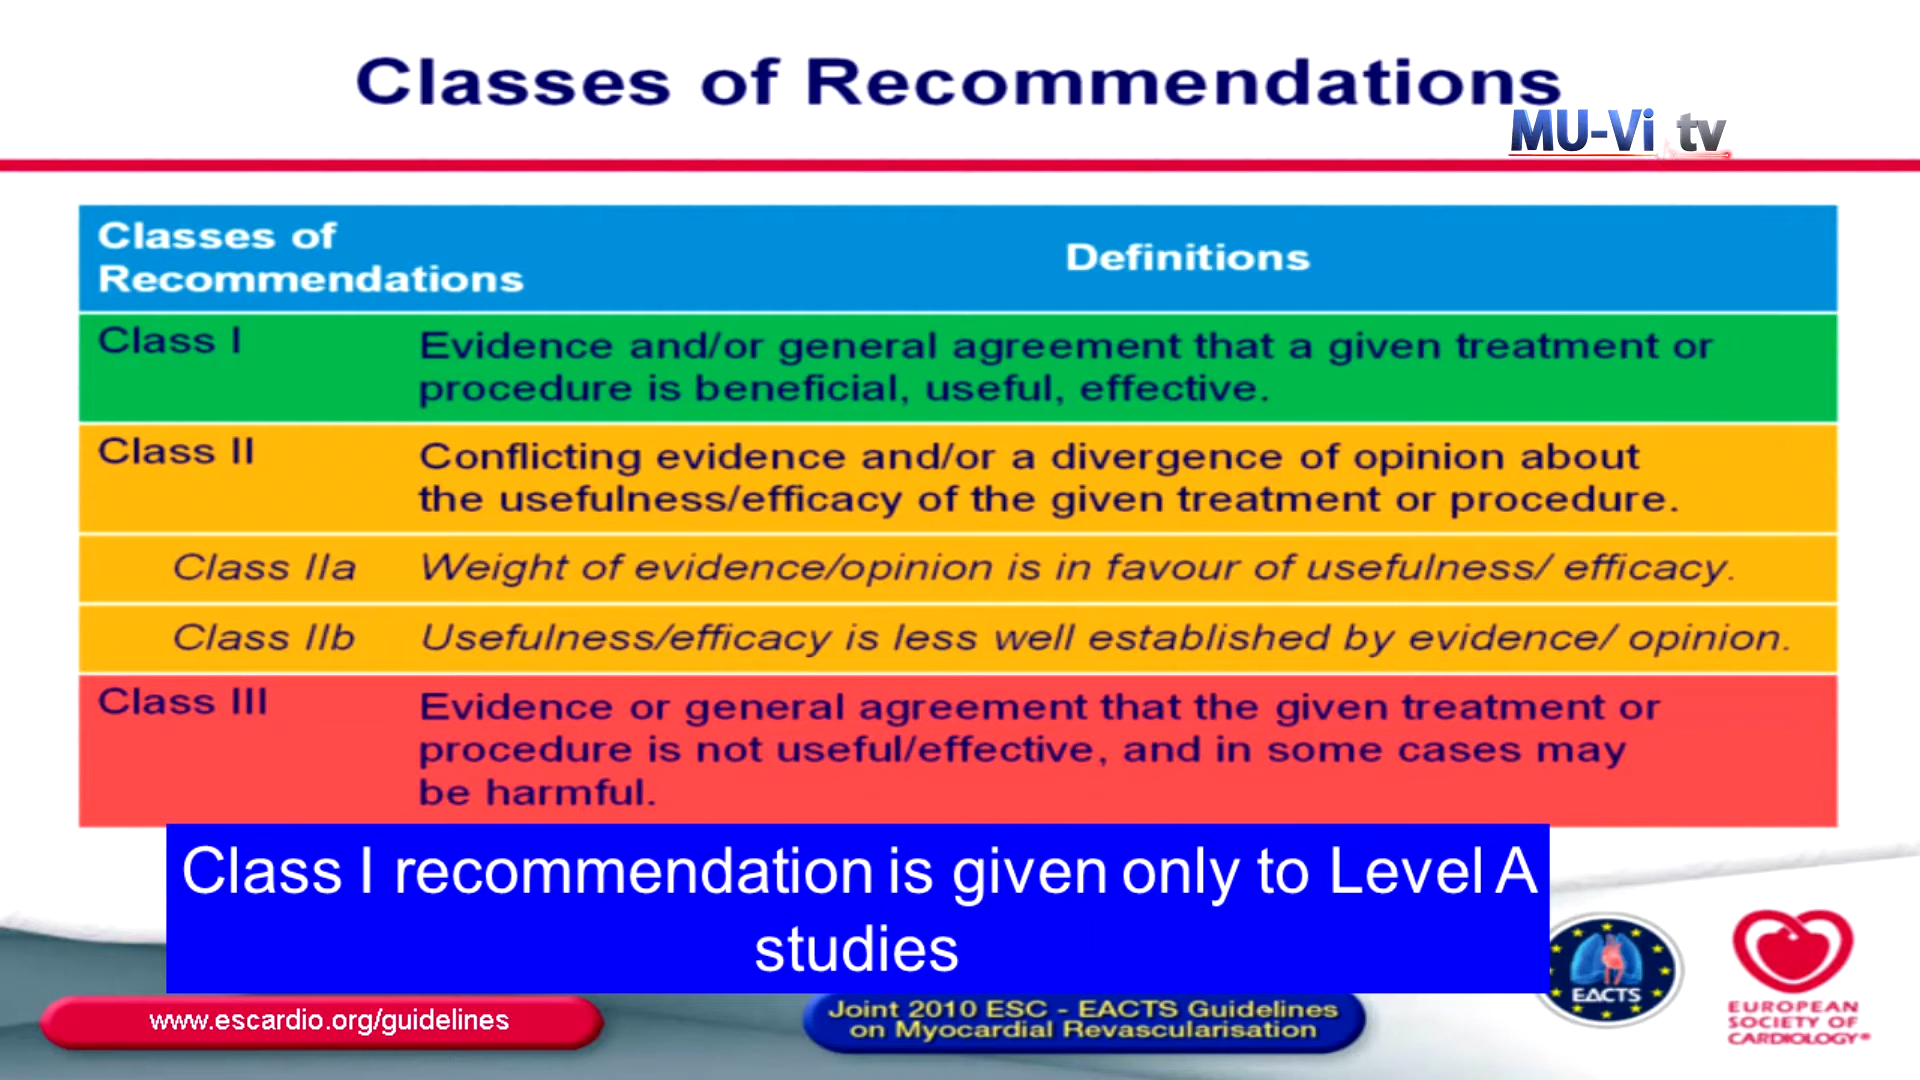 Classes of Recommendations
MU-Vi tv
Classes of
Recommendations
Definitions
Class I
Evidence and/or general agreement that a given treatment or
procedure is beneficial, useful, effective.
Class II
Conflicting evidence and/or a divergence of opinion about
the usefulness/efficacy of the given treatment or procedure.
Class IIa
Weight of evidence/opinion is in favour of usefulness/ efficacy.
Class IIb
Usefulness/efficacy is less well established by evidence/ opinion.
Class III
Evidence or general agreement that the given treatment or
procedure is not useful/effective, and in some cases may
be harmful.
Class I recommendation is given only to Level A
studies
www.escardio.org/guidelines
Joint 2010 ESC - EACTS Guidelines
on Myocardial Revascularisation
EACTS
EUROPEAN
SOCIETY OF
CARDIOLOGY®